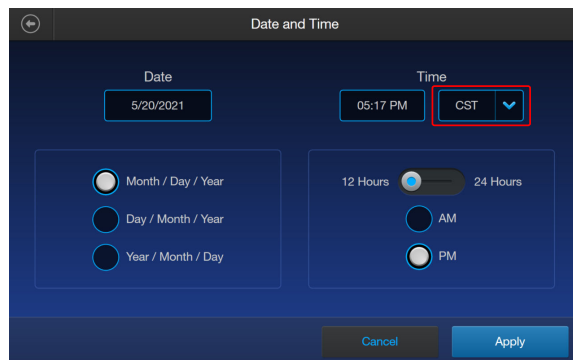 Date and Time
Date
Time
5/20/2021
05:17 PM
CST
Month / Day / Year
12 Hours
24 Hours
Day / Month / Year
AM
Year / Month / Day
PM
Cancel
Apply